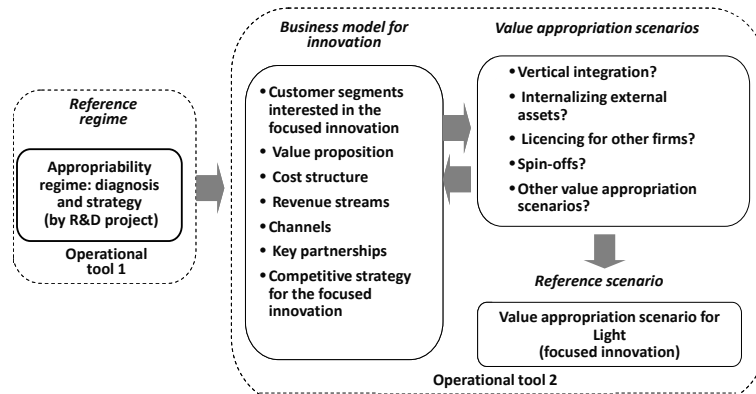 Reference
regime
Appropriability
regime: diagnosis
and strategy
(by R&D project)
Operational
tool 1
Business model for
innovation
• Customer segments
interested in the
focused innovation
• Value proposition
• Cost structure
• Revenue streams
• Channels
• Key partnerships
• Competitive strategy
for the focused
innovation
Value appropriation scenarios
• Vertical integration?
• Internalizing external
assets?
• Licencing for other firms?
• Spin-offs?
• Other value appropriation
scenarios?
Reference scenario
Value appropriation scenario for
Light
(focused innovation)
Operational tool 2